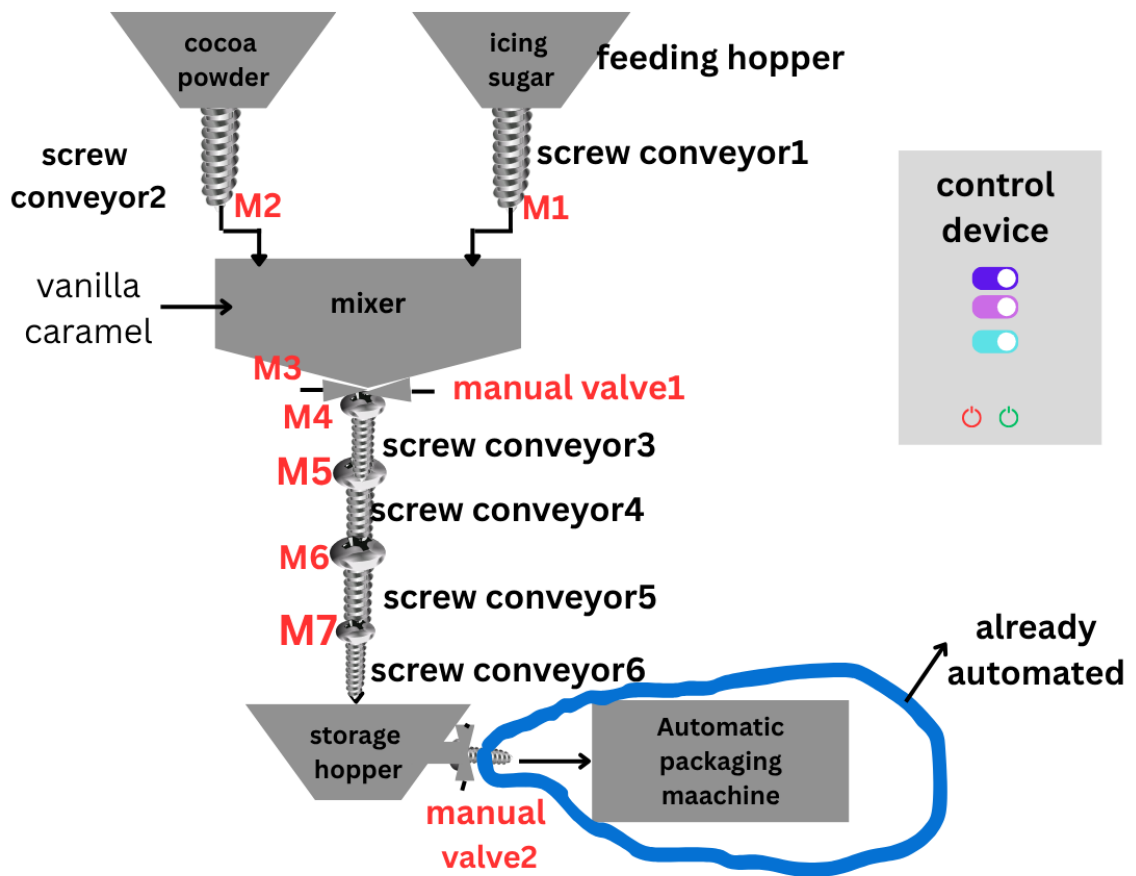 cocoa
powder
icing
sugar
feeding hopper
screw
conveyor2
screw conveyor1
M2
M1
control
device
vanilla
caramel
mixer
M3
manual valve1
M4
screw conveyor3
M5
screw conveyor4
M6
screw conveyor5
M7
screw conveyor6
already
automated
storage
hopper
Automatic
packaging
maachine
manual
valve2